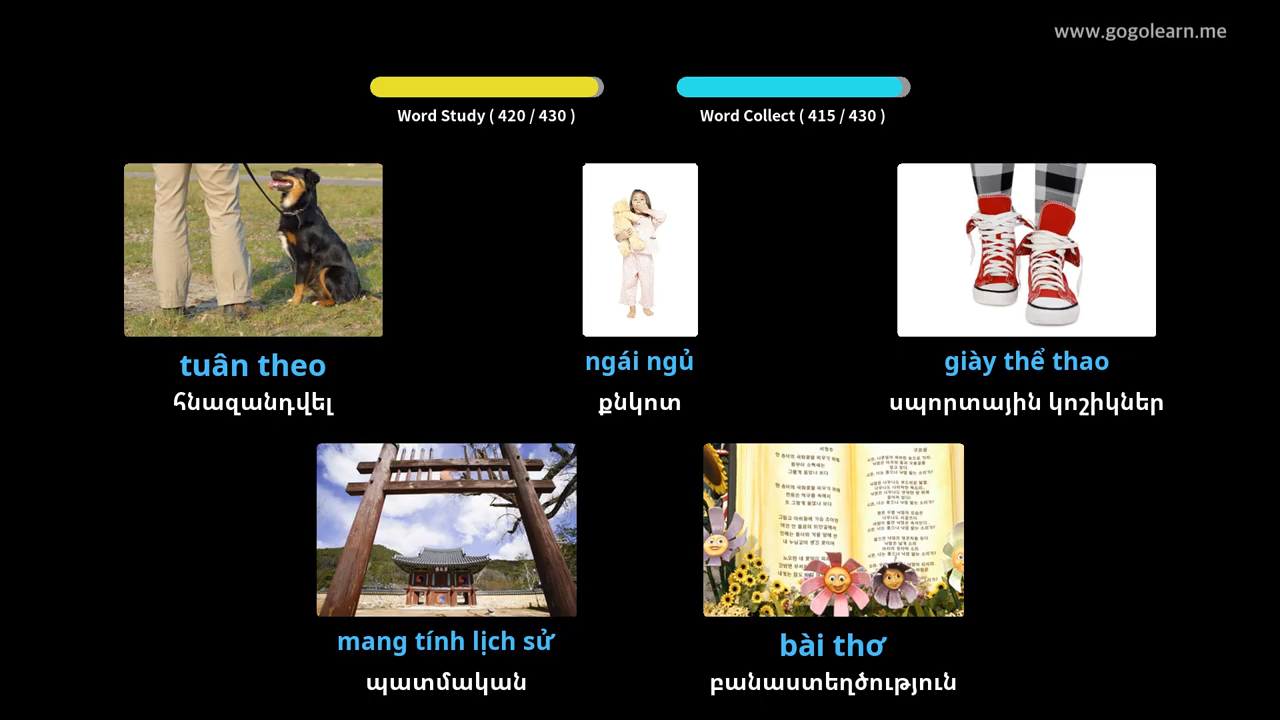 www.gogolearn.me
Word Study ( 420 / 430 )
Word Collect ( 415 / 430 )
tuân theo
հնազանդվել
ngái ngủ
քնկոտ
giày thể thao
սպորտային կոշիկներ
mang tính lịch sử
պատմական
bài thơ
բանաստեղծություն